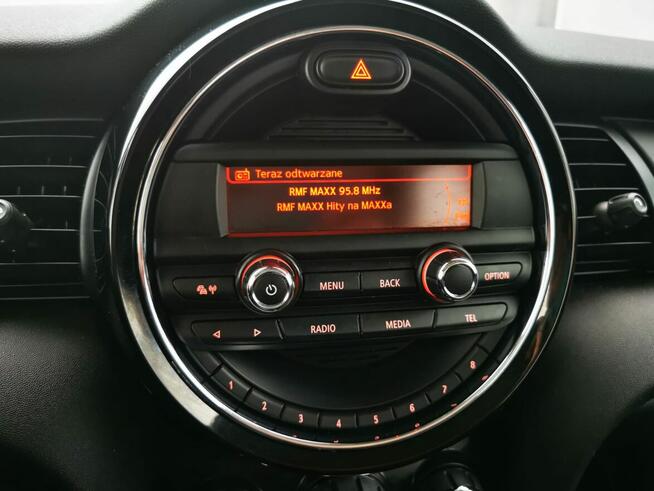 Teraz odtwarzane
RMF MAXX 95.8 MHz
RMF MAXX Hity na MAXXa
MENU
BACK
OPTION
RADIO
MEDIA
TEL
1 2 3 4 5 6 7 8